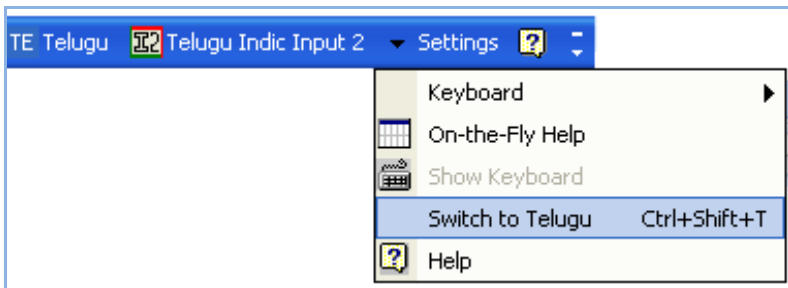 TE Telugu Telugu Indic Input 2 Settings
Keyboard
On-the-Fly Help
Show Keyboard
Switch to Telugu Ctrl+Shift+T
Help